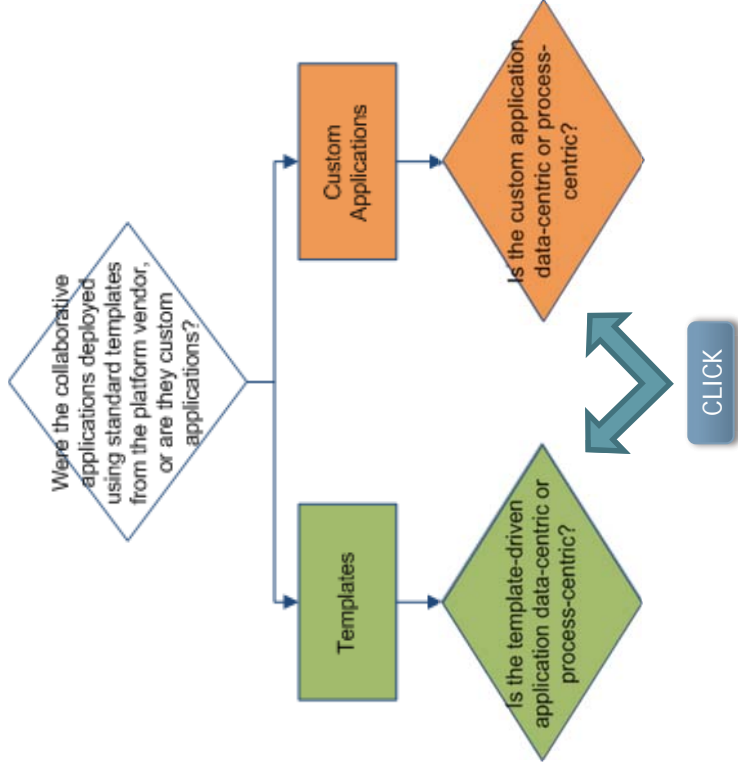 Were the collaborative
applications deployed
using standard templates
from the platform vendor,
or are they custom
applications?
Templates
Custom
Applications
Is the template-driven
application data-centric or
process-centric?
Is the custom application
data-centric or process-
centric?
CLICK